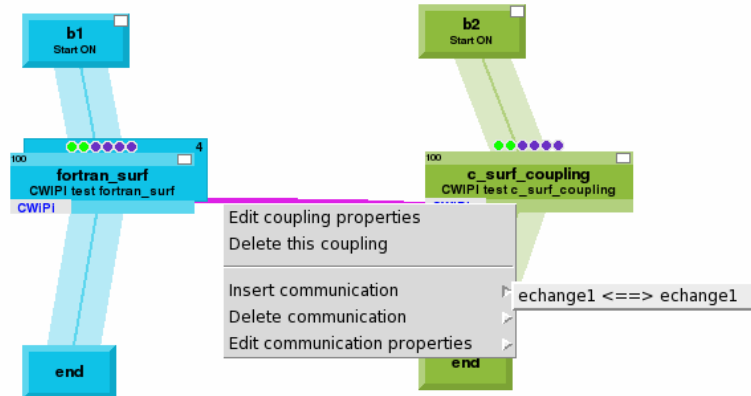 b1
Start ON
b2
Start ON
4
100
fortran_surf
CWIPI test fortran_surf
CWIPI
100
c_surf_coupling
CWIPI test c_surf_coupling
CWIPI
Edit coupling properties
Delete this coupling
Insert communication
echange1 <==> echange1
Delete communication
Edit communication properties
end
end